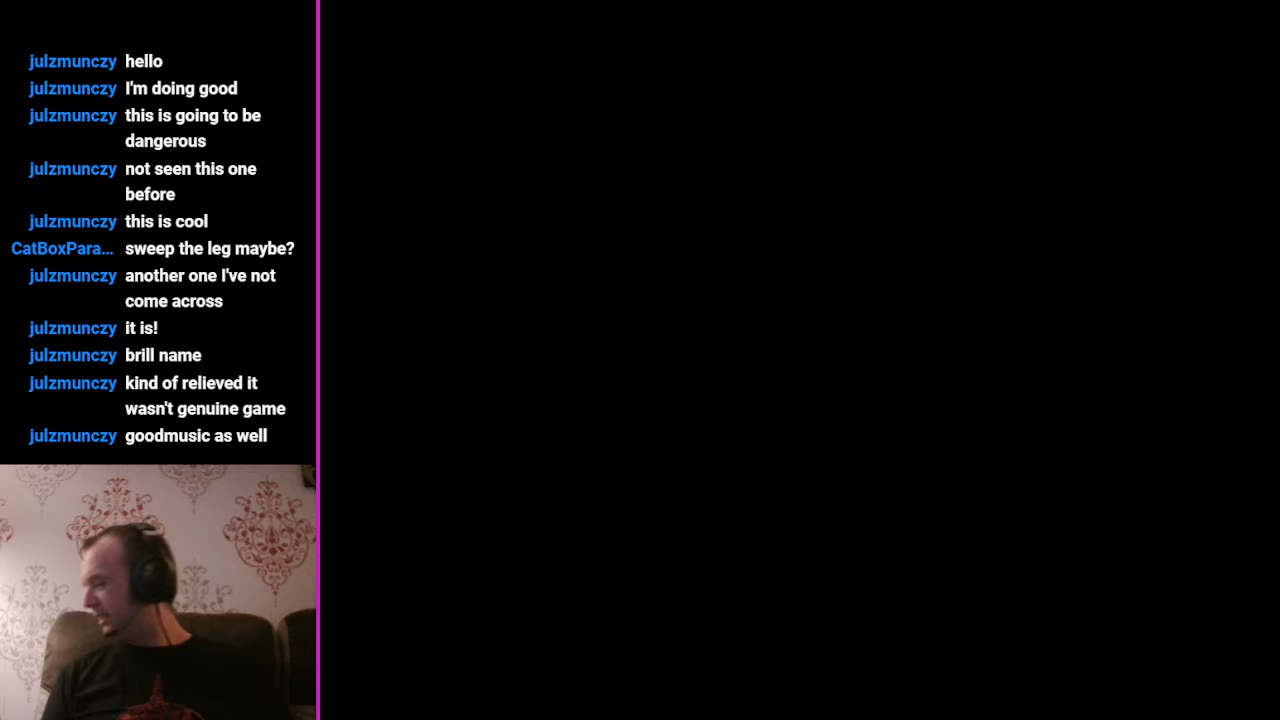 julzmunczy hello
julzmunczy I'm doing good
julzmunczy this is going to be
dangerous
julzmunczy not seen this one
before
julzmunczy this is cool
CatBoxPara... sweep the leg maybe?
julzmunczy another one I've not
come across
julzmunczy it is!
julzmunczy brill name
julzmunczy kind of relieved it
wasn't genuine game
julzmunczy goodmusic as well